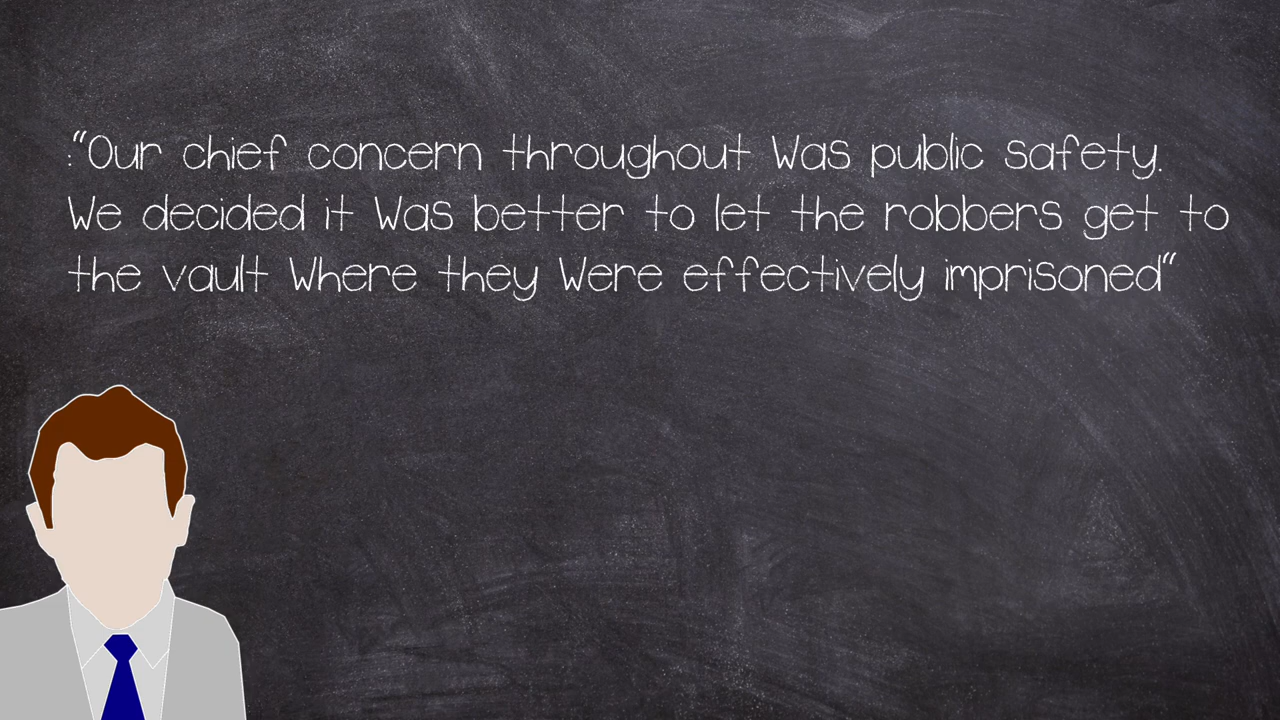 :“Our chief concern throughout Was public safety.
We decided it Was better to let the robbers get to
the vault Where they Were effectively imprisoned“